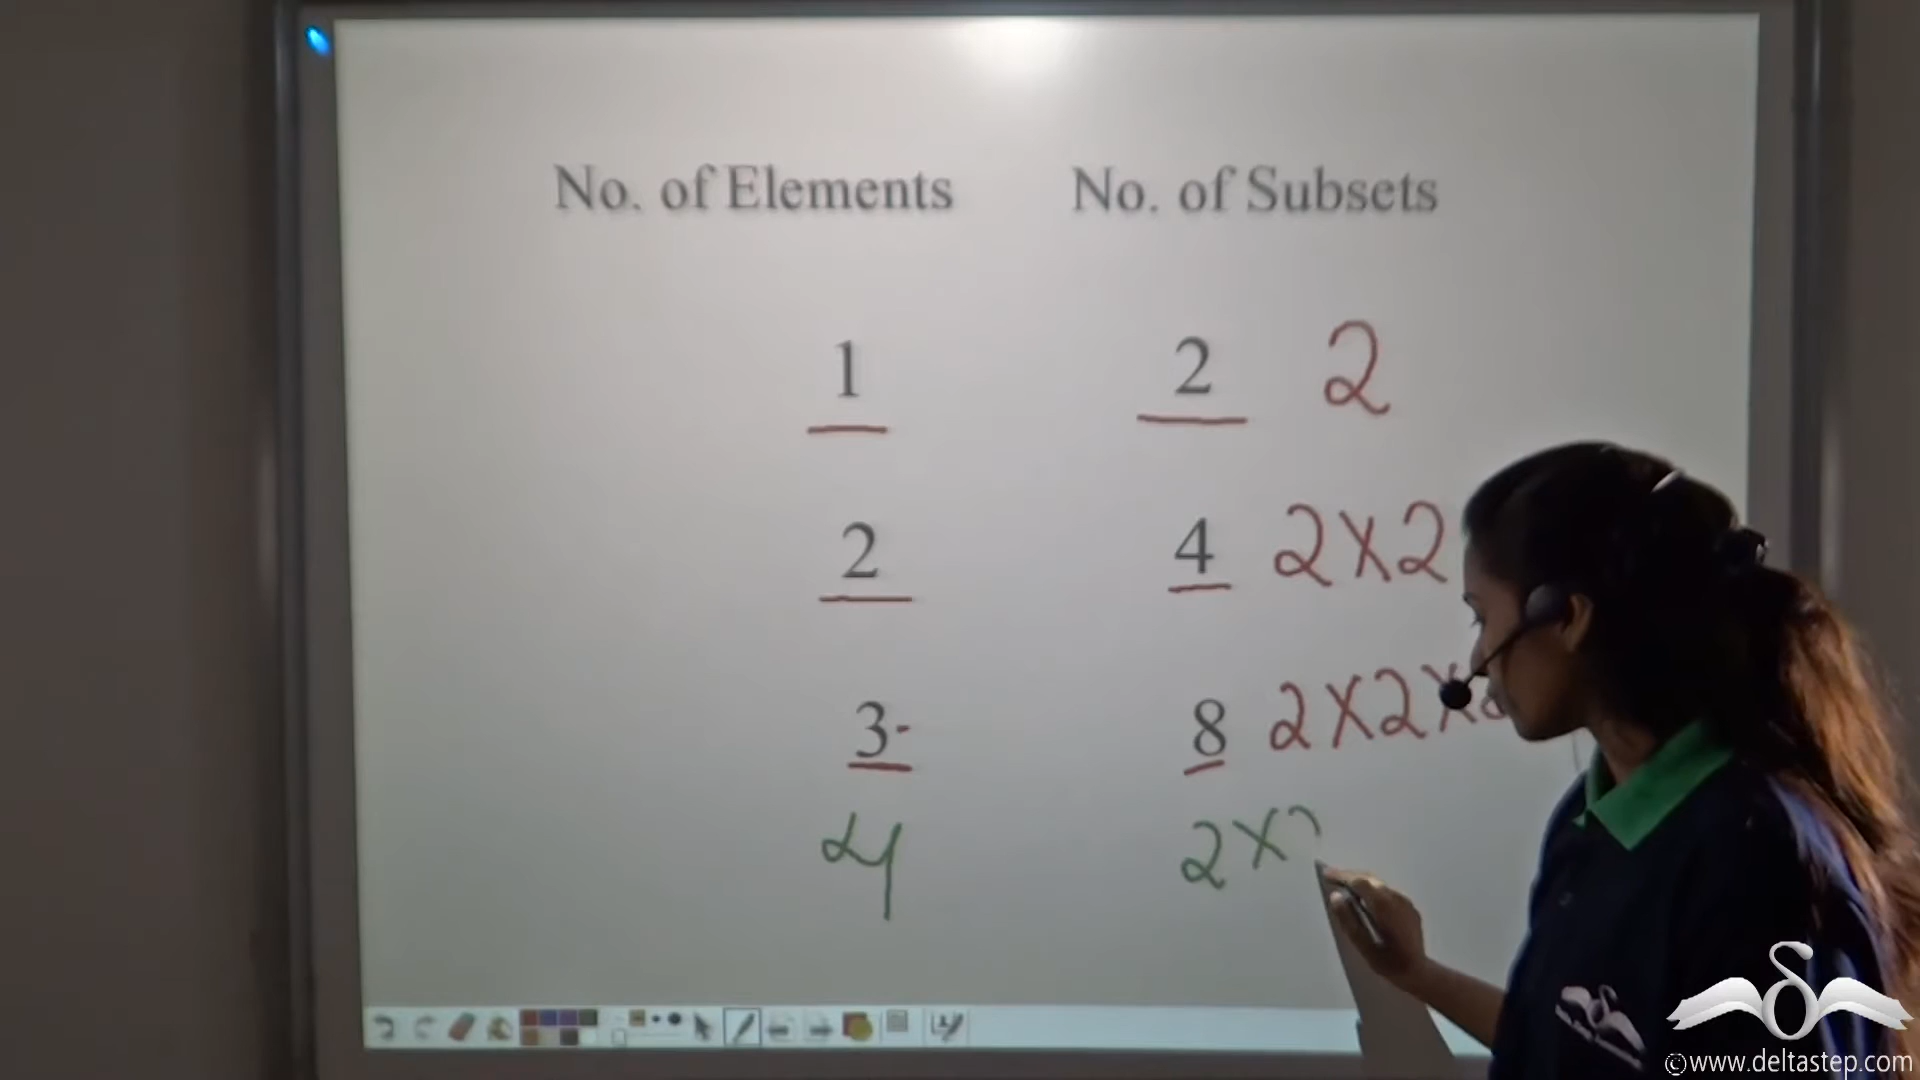 No. of Elements No. of Subsets
1 2 2
2 4 2X2
3- 8 2X2X
4 2X2
©www.deltastep.com